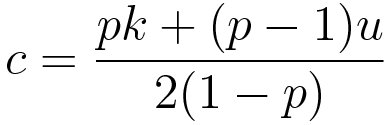 c = \frac{pk + (p - 1)u}{2(1 - p)}